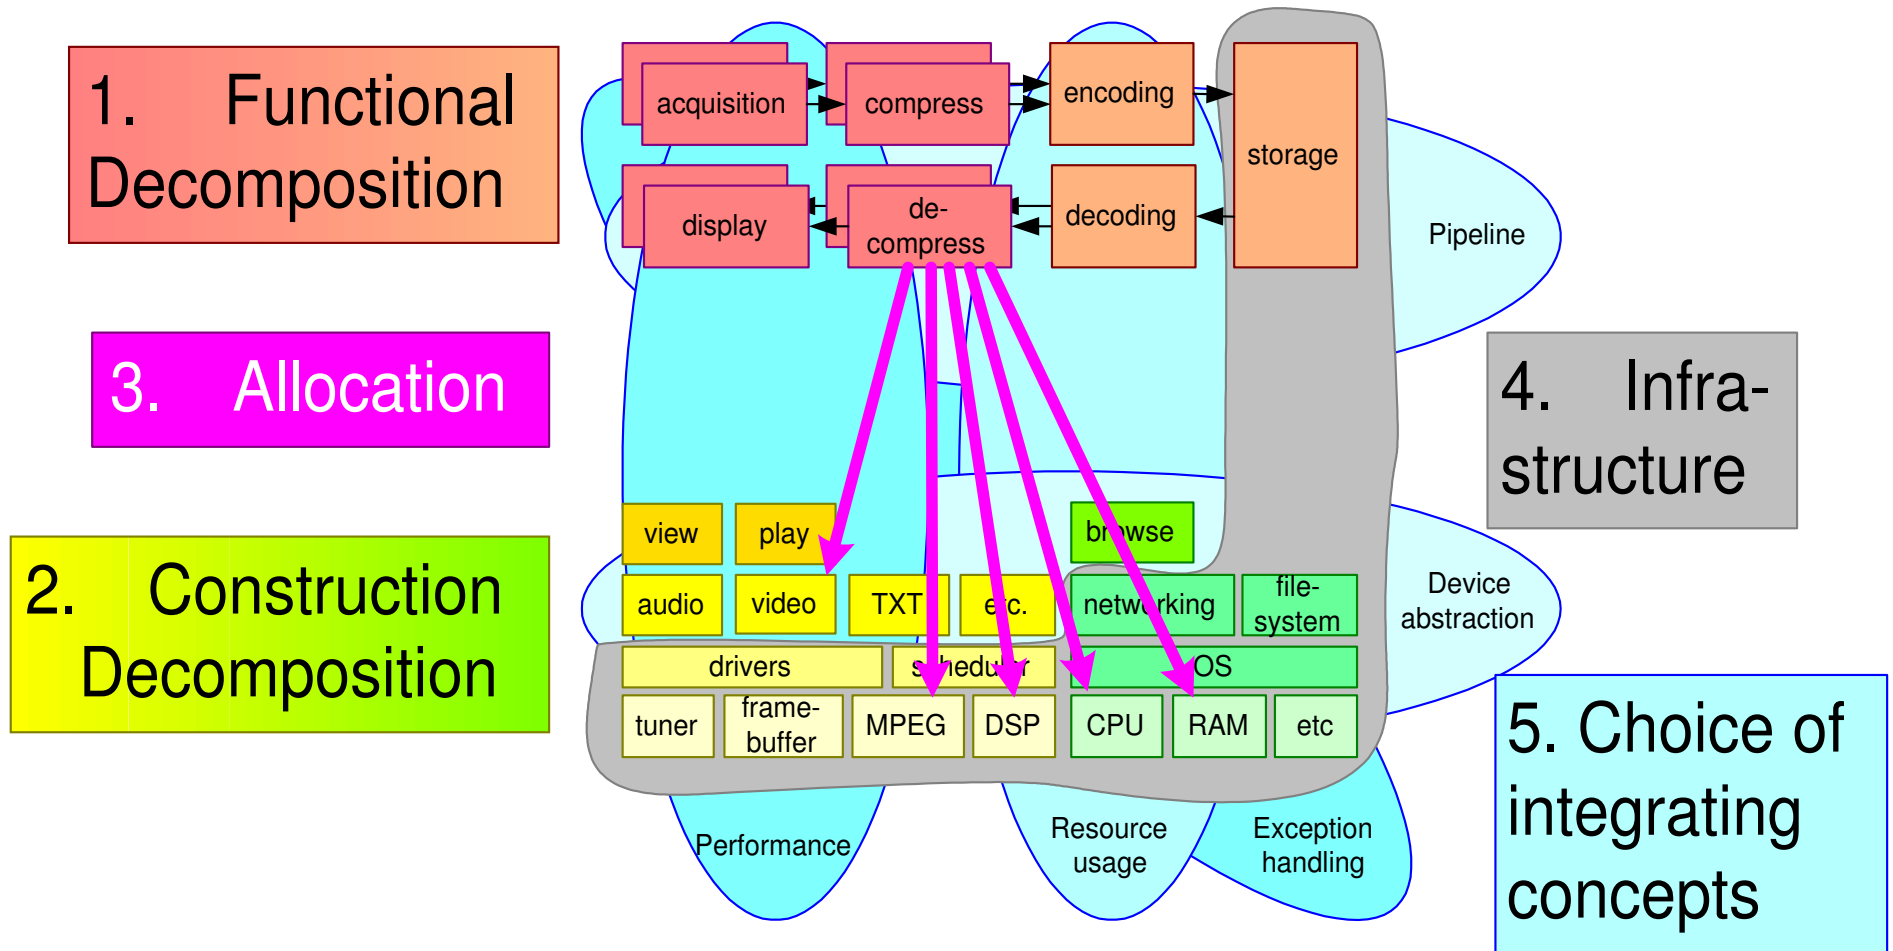 1. Functional
Decomposition
acquisition
compress
encoding
storage
display
de-
compress
decoding
Pipeline
3. Allocation
4. Infra-
structure
2. Construction
Decomposition
view
play
browse
audio
video
TXT
etc.
networking
file-
system
Device
abstraction
drivers
scheduler
OS
tuner
frame-
buffer
MPEG
DSP
CPU
RAM
etc
5. Choice of
integrating
concepts
Performance
Resource
usage
Exception
handling